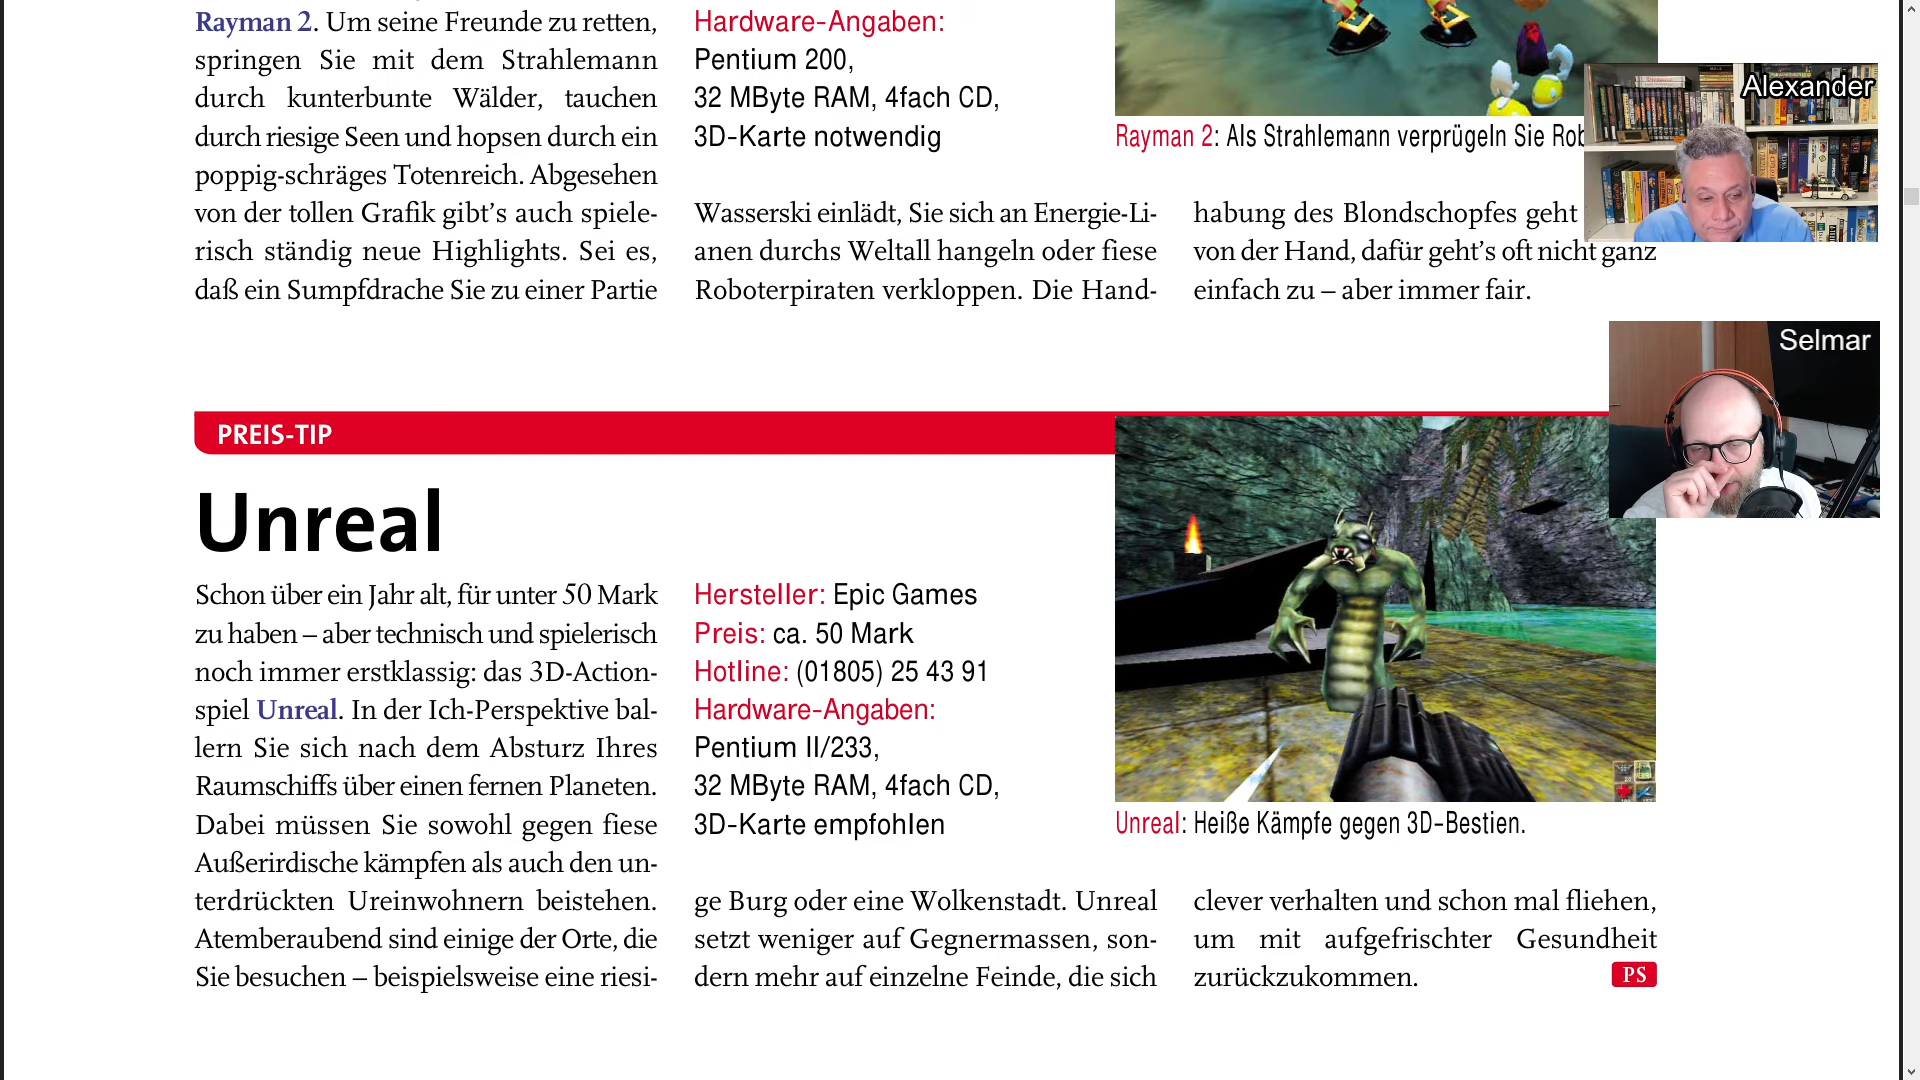 Rayman 2. Um seine Freunde zu retten,
springen Sie mit dem Strahlemann
durch kunterbunte Wälder, tauchen
durch riesige Seen und hopsen durch ein
poppig-schräges Totenreich. Abgesehen
von der tollen Grafik gibt's auch spiele-
risch ständig neue Highlights. Sei es,
daß ein Sumpfdrache Sie zu einer Partie
Hardware-Angaben:
Pentium 200,
32 MByte RAM, 4fach CD,
3D-Karte notwendig
Wasserski einlädt, Sie sich an Energie-Li-
anen durchs Weltall hangeln oder fiese
Roboterpiraten verkloppen. Die Hand-
Rayman 2: Als Strahlemann verprügeln Sie Rob
habung des Blondschopfes geht
von der Hand, dafür geht's oft nicht ganz
einfach zu – aber immer fair.
Alexander
Selmar
PREIS-TIP
Unreal
Schon über ein Jahr alt, für unter 50 Mark
zu haben – aber technisch und spielerisch
noch immer erstklassig: das 3D-Action-
spiel Unreal. In der Ich-Perspektive bal-
lern Sie sich nach dem Absturz Ihres
Raumschiffs über einen fernen Planeten.
Dabei müssen Sie sowohl gegen fiese
Außerirdische kämpfen als auch den un-
terdrückten Ureinwohnern beistehen.
Atemberaubend sind einige der Orte, die
Sie besuchen – beispielsweise eine riesi-
Hersteller: Epic Games
Preis: ca. 50 Mark
Hotline: (01805) 25 43 91
Hardware-Angaben:
Pentium II/233,
32 MByte RAM, 4fach CD,
3D-Karte empfohlen
ge Burg oder eine Wolkenstadt. Unreal
setzt weniger auf Gegnermassen, son-
dern mehr auf einzelne Feinde, die sich
Unreal: Heiße Kämpfe gegen 3D-Bestien.
clever verhalten und schon mal fliehen,
um mit aufgefrischter Gesundheit
zurückzukommen.
PS